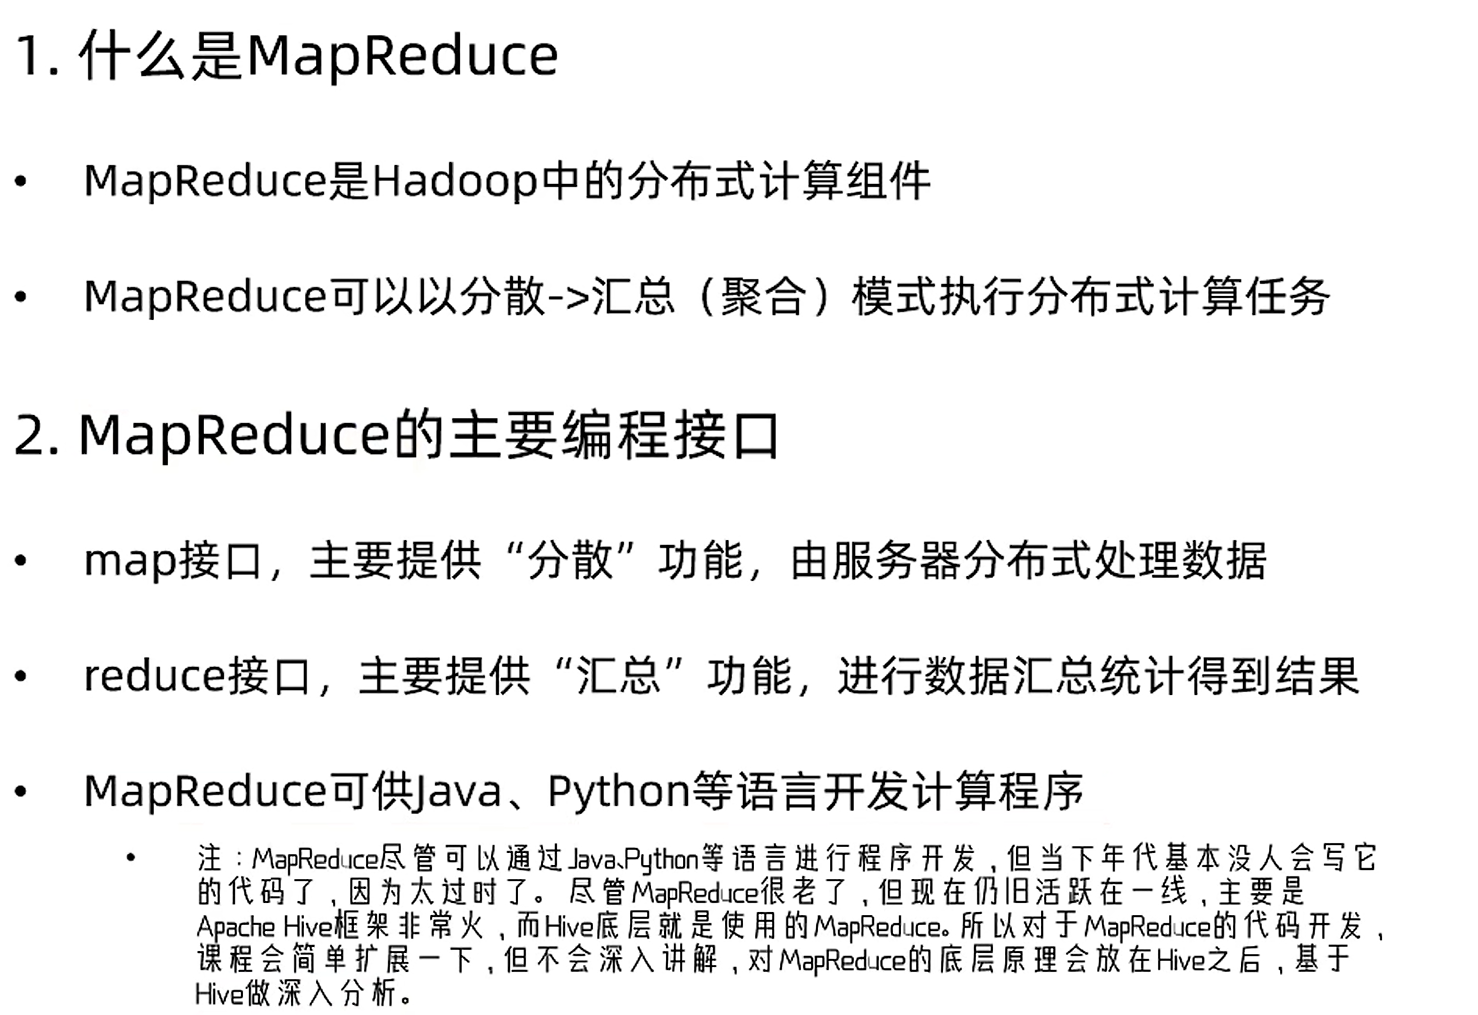 1. 什么是MapReduce
• MapReduce是Hadoop中的分布式计算组件
• MapReduce可以以分散->汇总（聚合）模式执行分布式计算任务
2. MapReduce的主要编程接口
• map接口，主要提供“分散”功能，由服务器分布式处理数据
• reduce接口，主要提供“汇总”功能，进行数据汇总统计得到结果
• MapReduce可供Java、Python等语言开发计算程序
• 注：MapReduce尽管可以通过Java、Python等语言进行程序开发，但当下年代基本没人会写它
的代码了，因为太过时了。 尽管MapReduce很老了，但现在仍旧活跃在一线，主要是
Apache Hive框架非常火，而Hive底层就是使用的MapReduce。所以对于MapReduce的代码开发，
课程会简单扩展一下，但不会深入讲解，对MapReduce的底层原理会放在Hive之后，基于
Hive做深入分析。